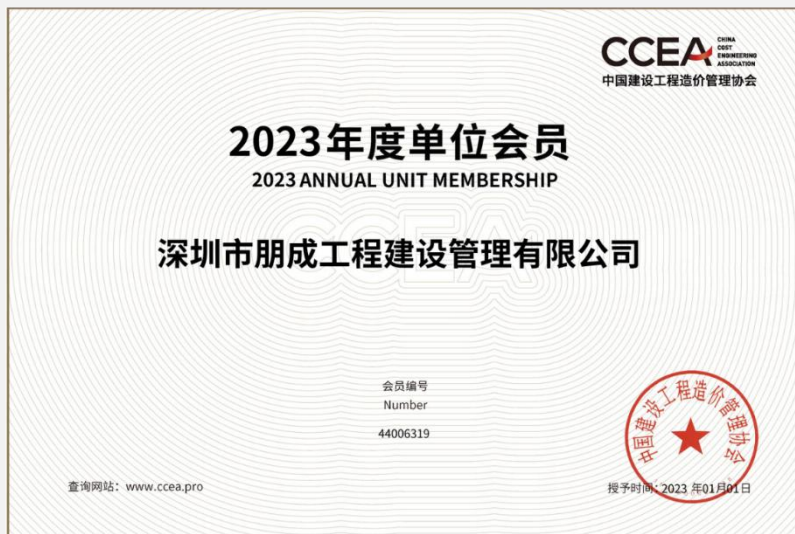 CCEA
CHINA
COST
ENGINEERING
ASSOCIATION
中国建设工程造价管理协会
2023年度单位会员
2023 ANNUAL UNIT MEMBERSHIP
CCEA
深圳市朋成工程建设管理有限公司
会员编号
Number
44006319
中国建设工程造价管理协会
查询网站：www.ccea.pro
授予时间：2023 年01月01日